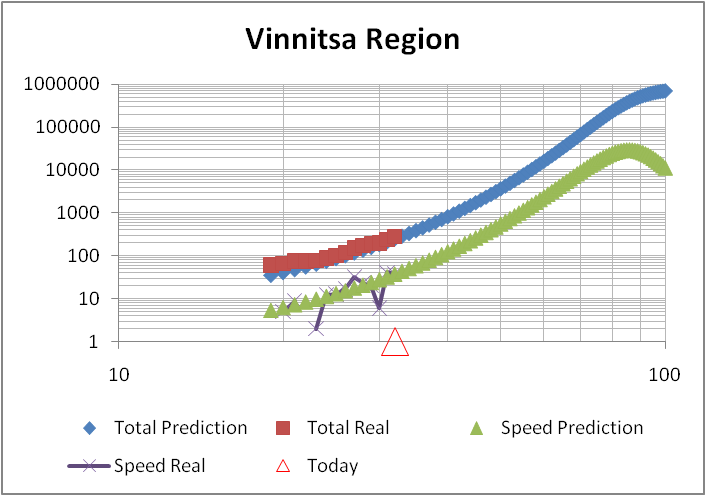 Vinnitsa Region
1000000
100000
10000
1000
100
10
1
10 100
Total Prediction Total Real Speed Prediction
Speed Real Today